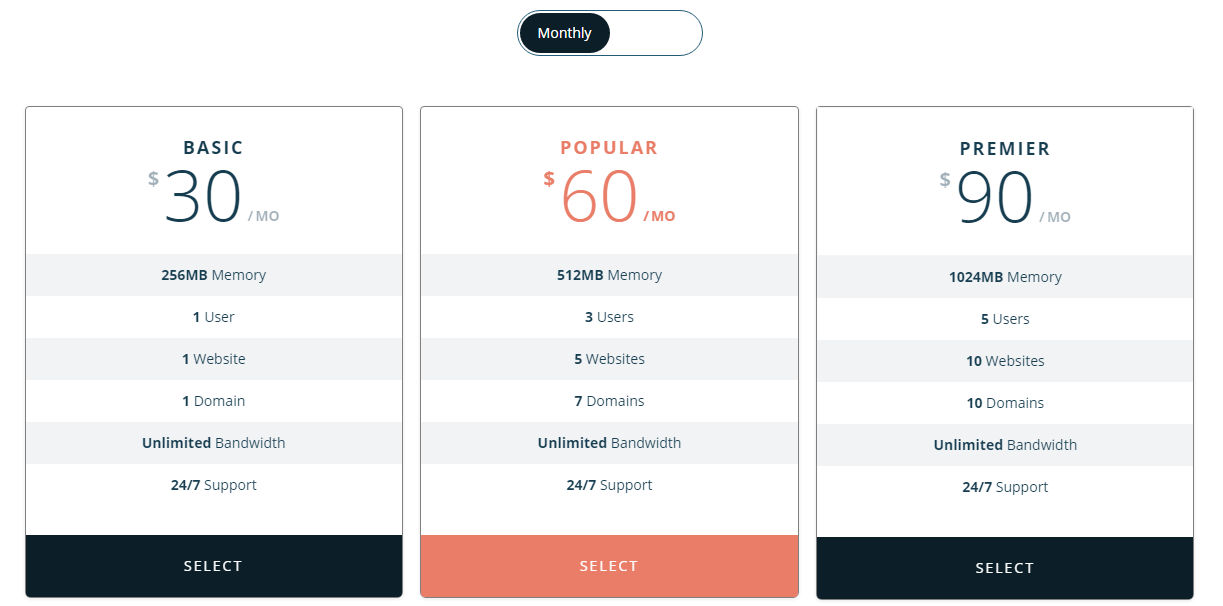 Monthly
BASIC
$30 /MO
256MB Memory
1 User
1 Website
1 Domain
Unlimited Bandwidth
24/7 Support
SELECT
POPULAR
$60 /MO
512MB Memory
3 Users
5 Websites
7 Domains
Unlimited Bandwidth
24/7 Support
SELECT
PREMIER
$90 /MO
1024MB Memory
5 Users
10 Websites
10 Domains
Unlimited Bandwidth
24/7 Support
SELECT